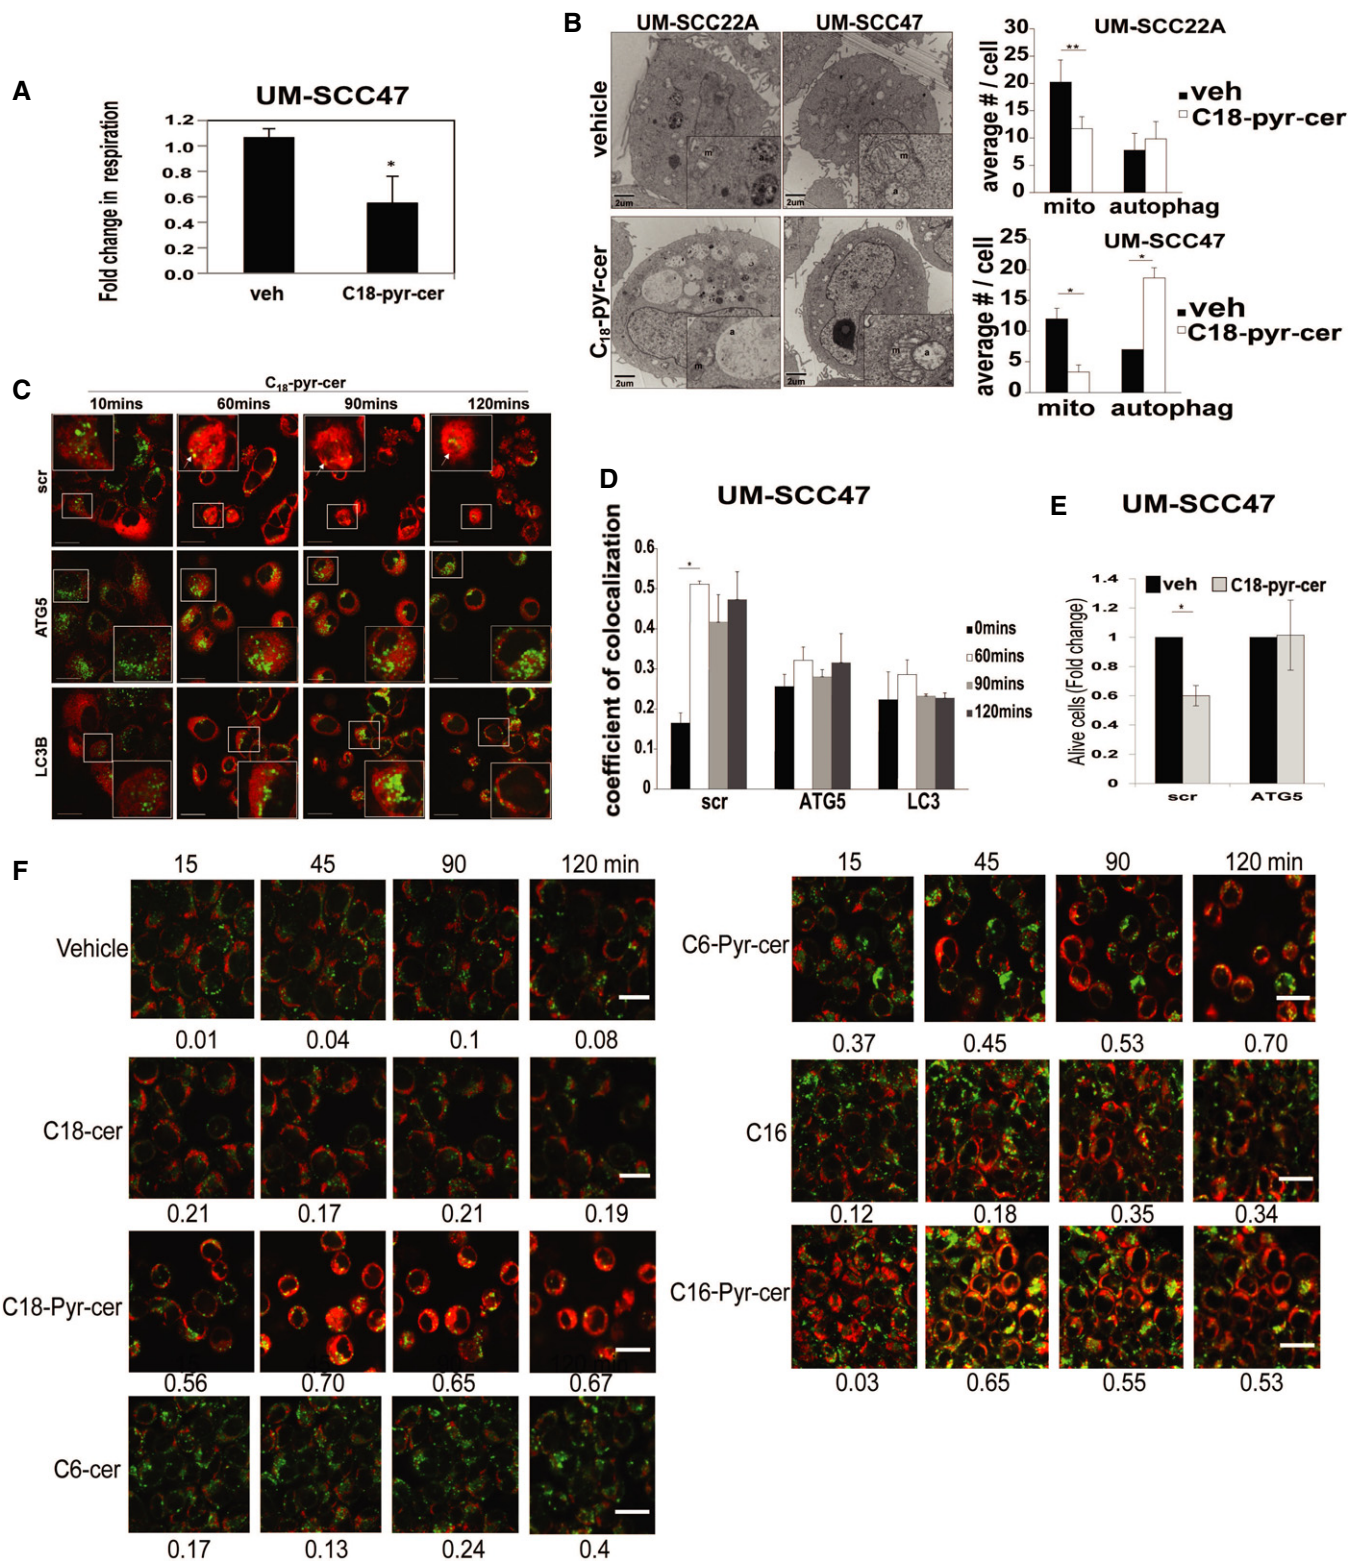 A
UM-SCC47
Fold change in respiration
1.2
1.0
0.8
0.6
0.4
0.2
0.0
*
veh
C18-pyr-cer
B
UM-SCC22A
UM-SCC47
vehicle
C18-pyr-cer
m
a
2um
m
a
2um
m
a
2um
m
a
2um
UM-SCC22A
average # / cell
30
25
20
15
10
5
0
**
veh
C18-pyr-cer
mito autophag
UM-SCC47
average # / cell
25
20
15
10
5
0
*
*
veh
C18-pyr-cer
mito autophag
C
C18-pyr-cer
10mins 60mins 90mins 120mins
scr
ATG5
LC3B
D
UM-SCC47
coefficient of colocalization
0.6
0.5
0.4
0.3
0.2
0.1
0
*
0mins
60mins
90mins
120mins
scr ATG5 LC3
E
UM-SCC47
Alive cells (Fold change)
1.4
1.2
1
0.8
0.6
0.4
0.2
0
veh C18-pyr-cer
*
scr ATG5
F
15 45 90 120 min
Vehicle
0.01 0.04 0.1 0.08
C18-cer
0.21 0.17 0.21 0.19
C18-Pyr-cer
15 45 90 120 min
0.56 0.70 0.65 0.67
C6-cer
0.17 0.13 0.24 0.4
15 45 90 120 min
C6-Pyr-cer
0.37 0.45 0.53 0.70
C16
0.12 0.18 0.35 0.34
C16-Pyr-cer
0.03 0.65 0.55 0.53